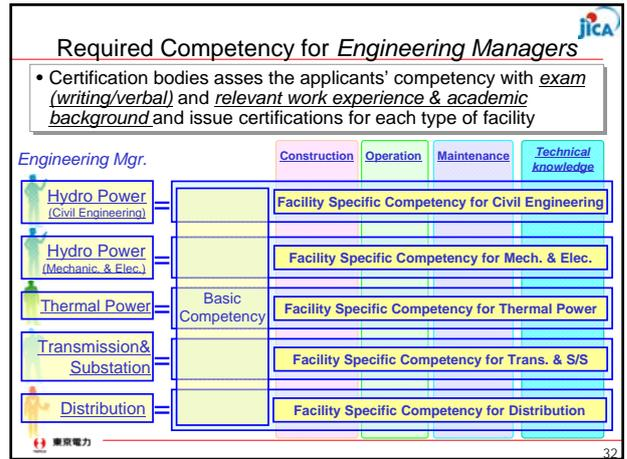 jICA
Required Competency for Engineering Managers
• Certification bodies asses the applicants' competency with exam
(writing/verbal) and relevant work experience & academic
background and issue certifications for each type of facility
Engineering Mgr.
Construction
Operation
Maintenance
Technical
knowledge
Hydro Power
(Civil Engineering)
=
Facility Specific Competency for Civil Engineering
Hydro Power
(Mechanic. & Elec.)
=
Facility Specific Competency for Mech. & Elec.
Thermal Power
=
Basic
Competency
Facility Specific Competency for Thermal Power
Transmission&
Substation
=
Facility Specific Competency for Trans. & S/S
Distribution
=
Facility Specific Competency for Distribution
東京電力
32